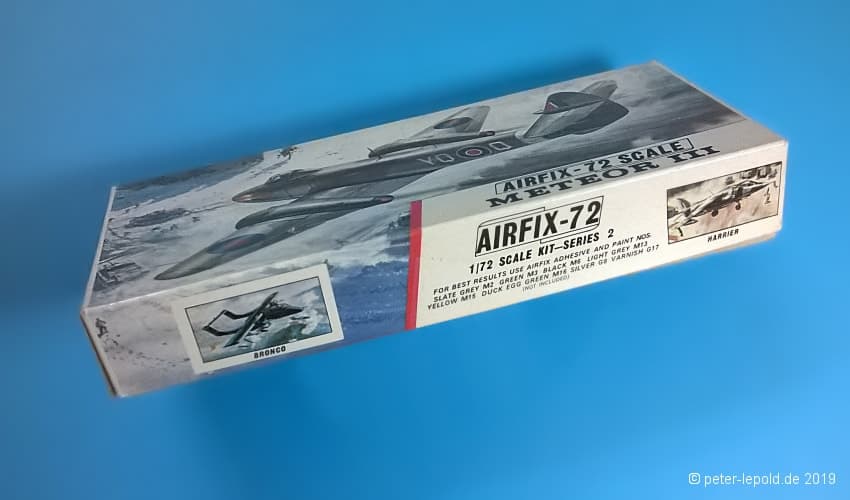 YQ D
AIRFIX-72 SCALE
METEOR III
AIRFIX-72
1/72 SCALE KIT—SERIES 2
FOR BEST RESULTS USE AIRFIX ADHESIVE AND PAINT NOS.
SLATE GREY M2 GREEN M3 BLACK M6 LIGHT GREY M13
YELLOW M15 DUCK EGG GREEN M16 SILVER G8 VARNISH G17
(NOT INCLUDED)
HARRIER
BRONCO
© peter-lepold.de 2019